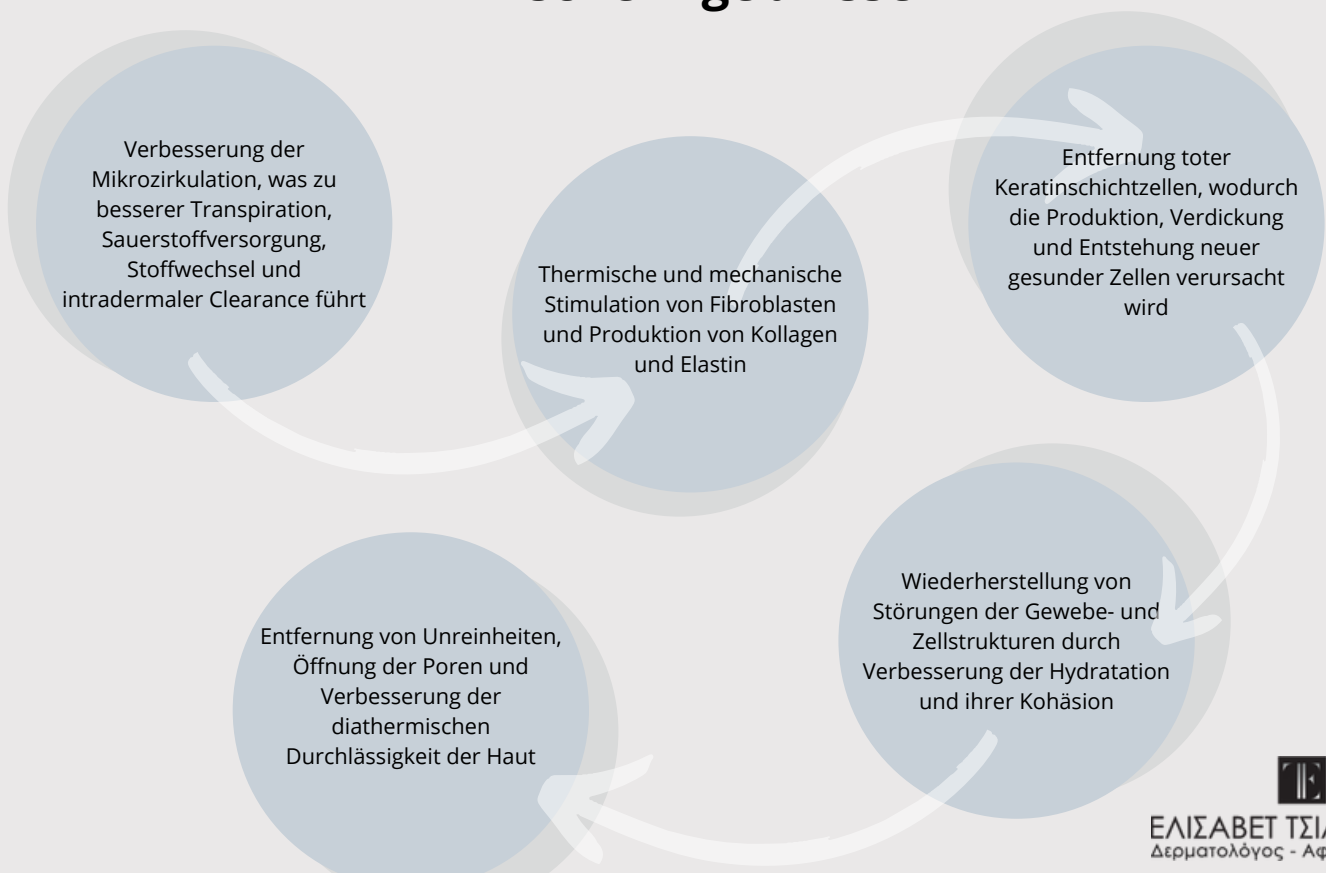 Verbesserung der
Mikrozirkulation, was zu
besserer Transpiration,
Sauerstoffversorgung,
Stoffwechsel und
intradermaler Clearance führt
Thermische und mechanische
Stimulation von Fibroblasten
und Produktion von Kollagen
und Elastin
Entfernung toter
Keratinschichtzellen, wodurch
die Produktion, Verdickung
und Entstehung neuer
gesunder Zellen verursacht
wird
Wiederherstellung von
Störungen der Gewebe- und
Zellstrukturen durch
Verbesserung der Hydratation
und ihrer Kohäsion
Entfernung von Unreinheiten,
Öffnung der Poren und
Verbesserung der
diathermischen
Durchlässigkeit der Haut
ΕΛΙΣΑΒΕΤ
Δερματολόγος -